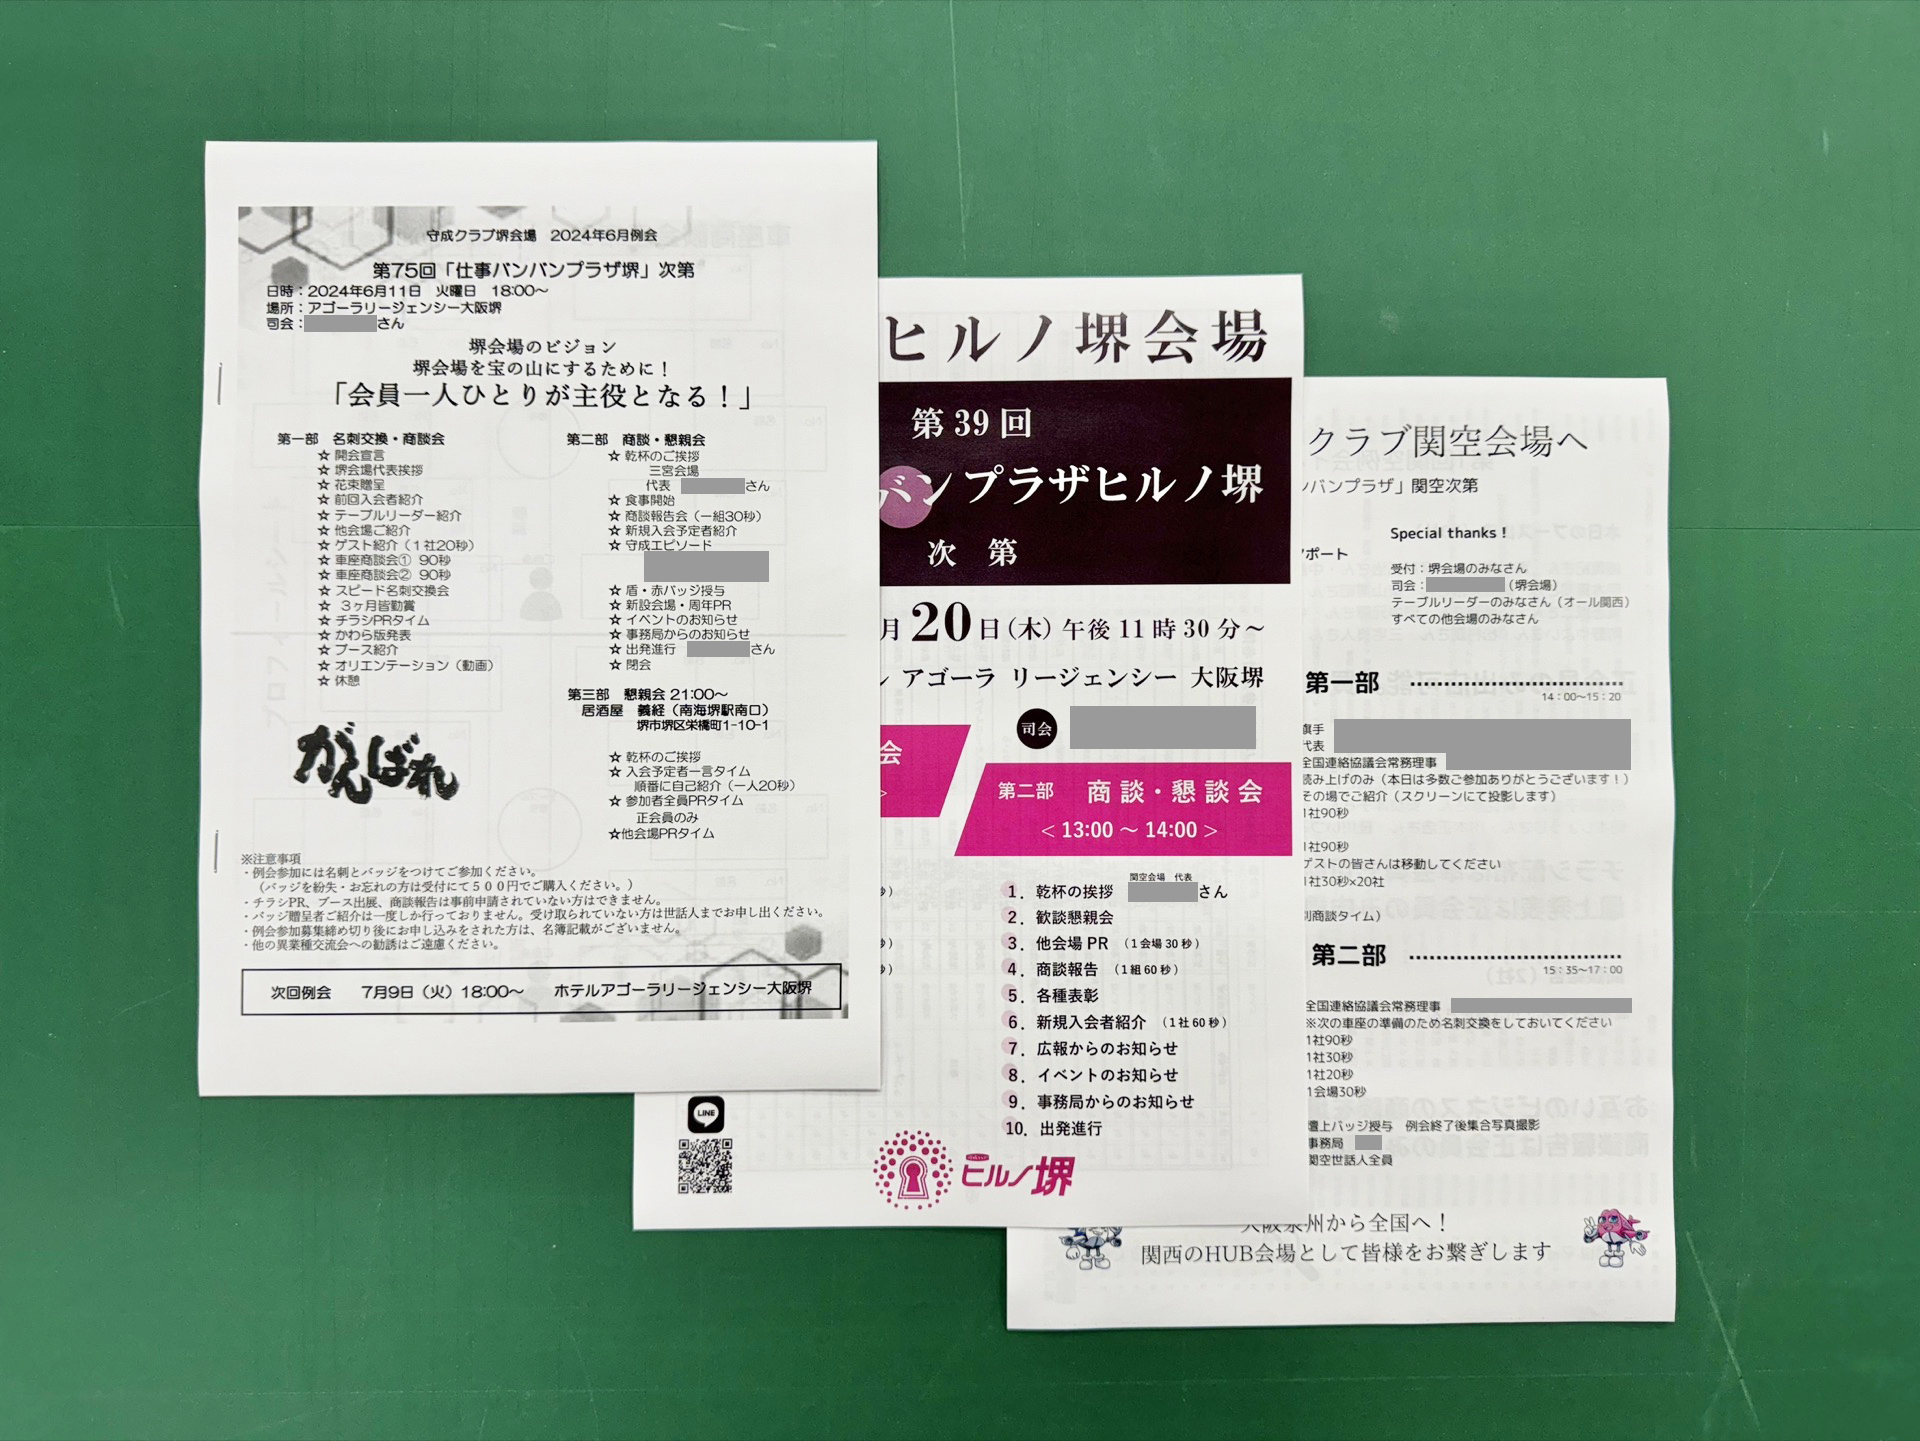 守成クラブ堺会場　2024年6月例会
第75回「仕事バンバンプラザ堺」次第
日時：2024年6月11日　火曜日　18:00～
場所：アゴーラリージェンシー大阪堺
司会：さん
堺会場のビジョン
堺会場を宝の山にするために！
「会員一人ひとりが主役となる！」
第一部　名刺交換・商談会
☆ 開会宣言
☆ 堺会場代表挨拶
☆ 花束贈呈
☆ 前回入会者紹介
☆ テーブルリーダー紹介
☆ 他会場ご紹介
☆ ゲスト紹介（１社20秒）
☆ 車座商談会① 90秒
☆ 車座商談会② 90秒
☆ スピード名刺交換会
☆ ３ヶ月皆勤賞
☆ チラシPRタイム
☆ かわら版発表
☆ ブース紹介
☆ オリエンテーション（動画）
☆ 休憩
がんばれ
第二部　商談・懇親会
☆ 乾杯のご挨拶
三宮会場
代表　さん
☆ 食事開始
☆ 商談報告会（一組30秒）
☆ 新規入会予定者紹介
☆ 守成エピソード
☆ 盾・赤バッジ授与
☆ 新設会場・周年PR
☆ イベントのお知らせ
☆ 事務局からのお知らせ
☆ 出発進行　さん
☆ 閉会
第三部　懇親会 21:00～
居酒屋　義経（南海堺駅南口）
堺市堺区栄橋町1-10-1
☆ 乾杯のご挨拶
☆ 入会予定者一言タイム
順番に自己紹介（一人20秒）
☆ 参加者全員PRタイム
正会員のみ
☆他会場PRタイム
※注意事項
・例会参加には名刺とバッジをつけてご参加ください。
（バッジを紛失・お忘れの方は受付にて５００円でご購入ください。）
・チラシPR、ブース出展、商談報告は事前申請されていない方はできません。
・バッジ贈呈者ご紹介は一度しか行っておりません。受け取られていない方は世話人までお申し出ください。
・例会参加募集締め切り後にお申し込みをされた方は、名簿記載がございません。
・他の異業種交流会への勧誘はご遠慮ください。
次回例会　7月9日（火）18:00～　ホテルアゴーラリージェンシー大阪堺
ヒルノ堺会場
第39回
バンプラザヒルノ堺
次 第
月20日（木）午後11時30分～
アゴーラ リージェンシー 大阪堺
司会
会
第二部　商談・懇談会
＜13:00 ～ 14:00＞
関空会場　代表
1. 乾杯の挨拶　さん
2. 歓談懇親会
3. 他会場PR （1会場30秒）
4. 商談報告 （1組60秒）
5. 各種表彰
6. 新規入会者紹介 （1社60秒）
7. 広報からのお知らせ
8. イベントのお知らせ
9. 事務局からのお知らせ
10. 出発進行
LINE
ヒルノ堺
クラブ関空会場へ
バンプラザ」関空次第
Special thanks！
ポート
受付：堺会場のみなさん
司会：（堺会場）
テーブルリーダーのみなさん（オール関西）
すべての他会場のみなさん
第一部
14：00～15：20
旗手
代表
全国連絡協議会常務理事
読み上げのみ（本日は多数ご参加ありがとうございます！）
その場でご紹介（スクリーンにて投影します）
1社90秒
1社90秒
ゲストの皆さんは移動してください
1社30秒×20社
商談タイム）
第二部
15：35～17：00
全国連絡協議会常務理事
※次の車座の準備のため名刺交換をしておいてください
1社90秒
1社30秒
1社20秒
1会場30秒
壇上バッジ授与　例会終了後集合写真撮影
事務局
関空世話人全員
大阪泉州から全国へ！
関西のHUB会場として皆様をお繋ぎします